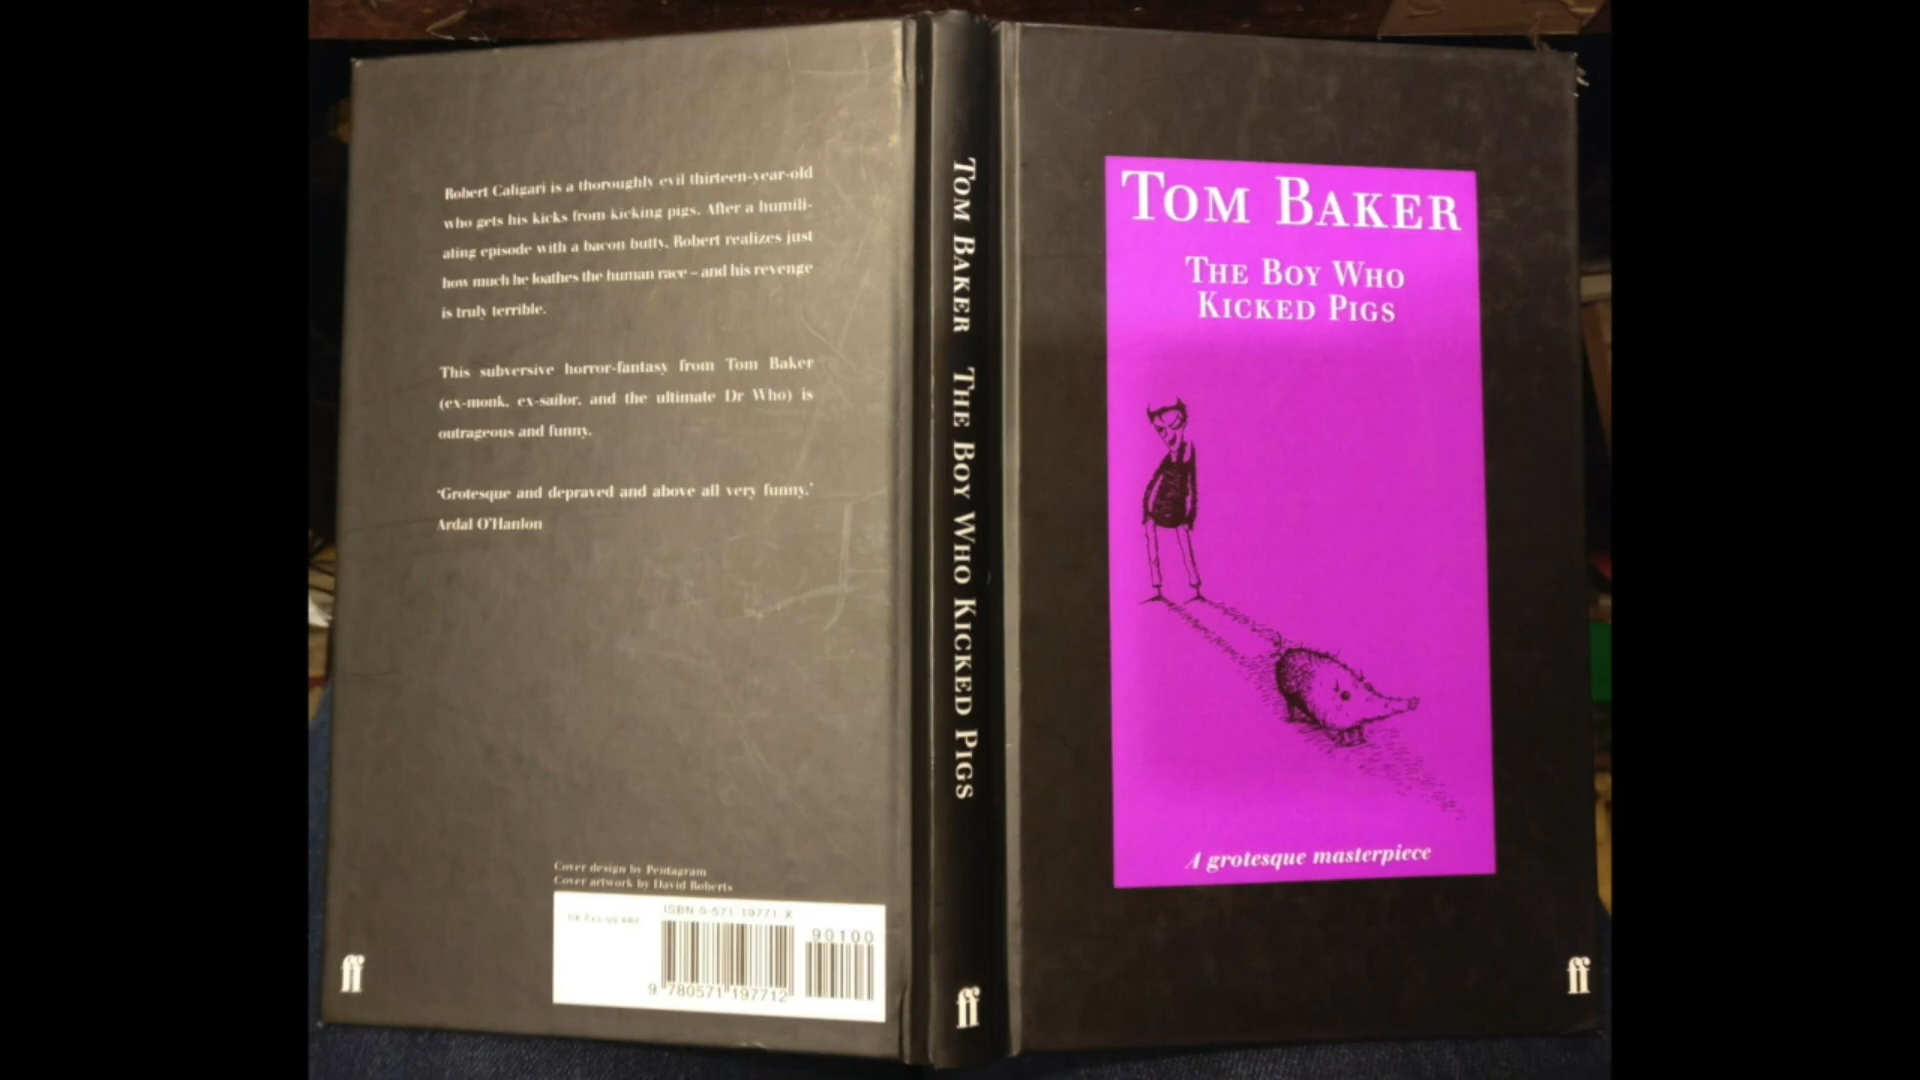 Robert Caligari is a thoroughly evil thirteen-year-old
who gets his kicks from kicking pigs. After a humili-
ating episode with a bacon butty, Robert realizes just
how much he loathes the human race – and his revenge
is truly terrible.
This subversive horror-fantasy from Tom Baker
(ex-monk, ex-sailor, and the ultimate Dr Who) is
outrageous and funny.
‘Grotesque and depraved and above all very funny.’
Ardal O’Hanlon
Cover design by Pentagram
Cover artwork by David Roberts
ISBN 0-571-19771-X
90100
9 780571 197712
ff
TOM BAKER THE BOY WHO KICKED PIGS
ff
TOM BAKER
THE BOY WHO
KICKED PIGS
A grotesque masterpiece
ff